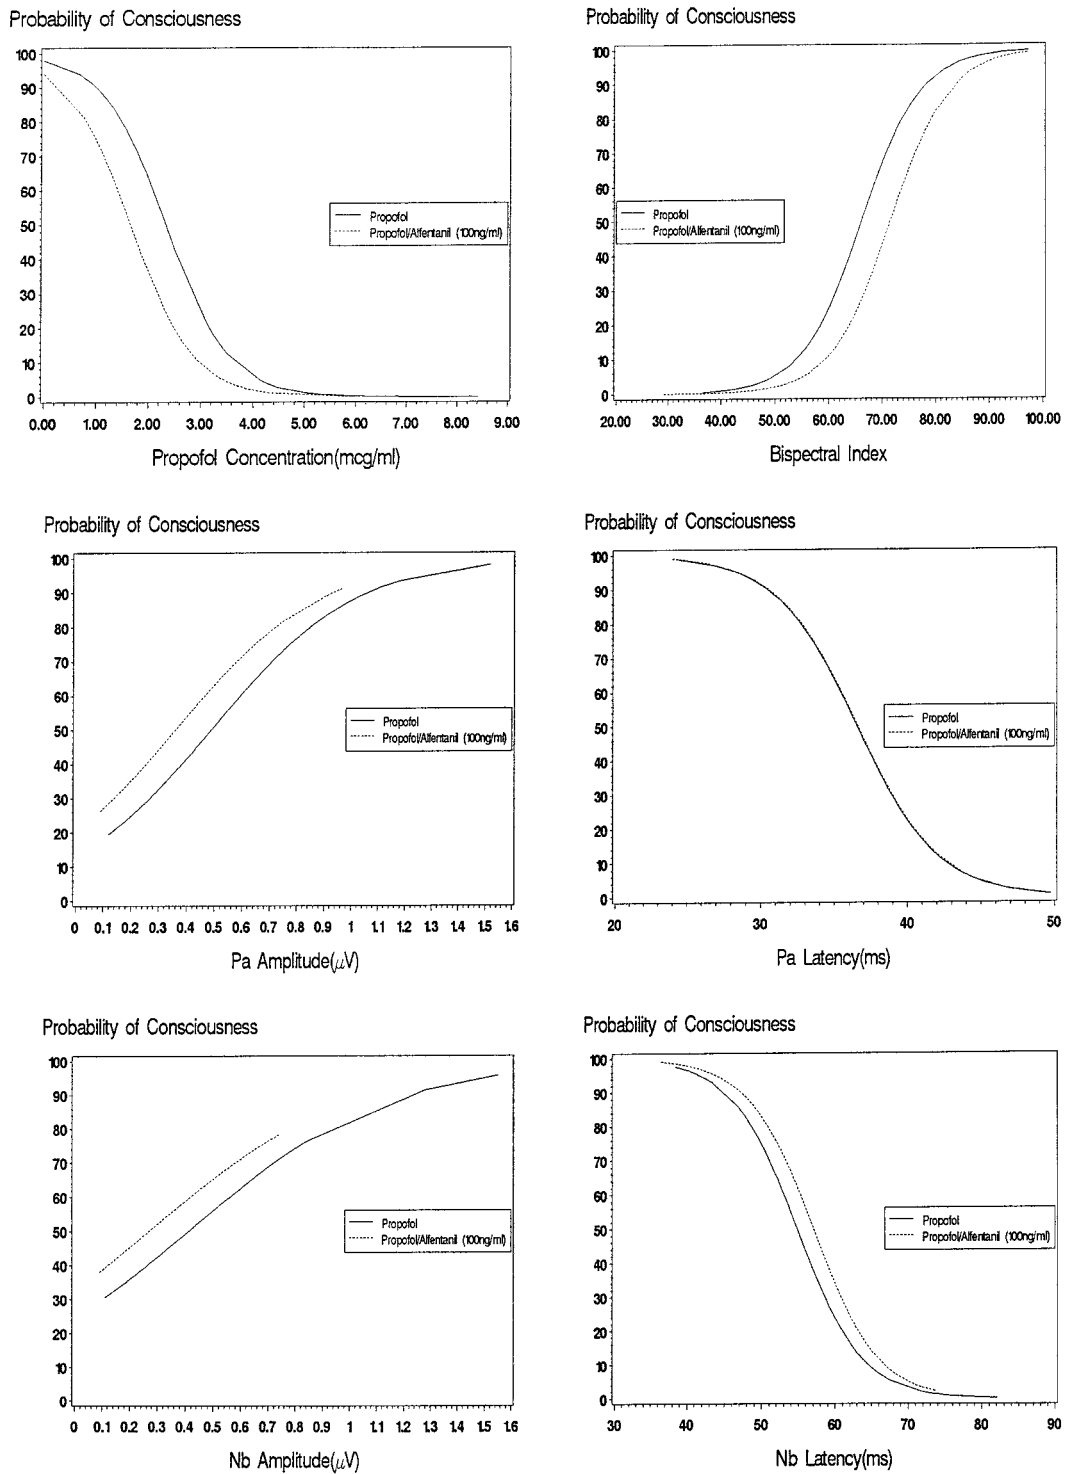 Probability of Consciousness
100
90
80
70
60
50
40
30
20
10
0
Propofol
Propofol/Alfentanil (100ng/ml)
0.00 1.00 2.00 3.00 4.00 5.00 6.00 7.00 8.00 9.00
Propofol Concentration(mcg/ml)
Probability of Consciousness
100
90
80
70
60
50
40
30
20
10
0
Propofol
Propofol/Alfentanil (100ng/ml)
20.00 30.00 40.00 50.00 60.00 70.00 80.00 90.00 100.00
Bispectral Index
Probability of Consciousness
100
90
80
70
60
50
40
30
20
10
0
Propofol
Propofol/Alfentanil (100ng/ml)
0 0.1 0.2 0.3 0.4 0.5 0.6 0.7 0.8 0.9 1 1.1 1.2 1.3 1.4 1.5 1.6
Pa Amplitude(μV)
Probability of Consciousness
100
90
80
70
60
50
40
30
20
10
0
Propofol
Propofol/Alfentanil (100ng/ml)
20 30 40 50
Pa Latency(ms)
Probability of Consciousness
100
90
80
70
60
50
40
30
20
10
0
Propofol
Propofol/Alfentanil (100ng/ml)
0 0.1 0.2 0.3 0.4 0.5 0.6 0.7 0.8 0.9 1 1.1 1.2 1.3 1.4 1.5 1.6
Nb Amplitude(μV)
Probability of Consciousness
100
90
80
70
60
50
40
30
20
10
0
Propofol
Propofol/Alfentanil (100ng/ml)
30 40 50 60 70 80 90
Nb Latency(ms)